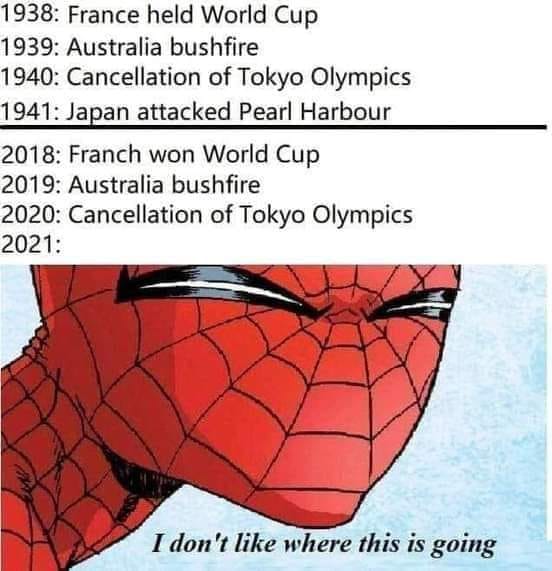 1938: France held World Cup
1939: Australia bushfire
1940: Cancellation of Tokyo Olympics
1941: Japan attacked Pearl Harbour
2018: Franch won World Cup
2019: Australia bushfire
2020: Cancellation of Tokyo Olympics
2021:
I don't like where this is going